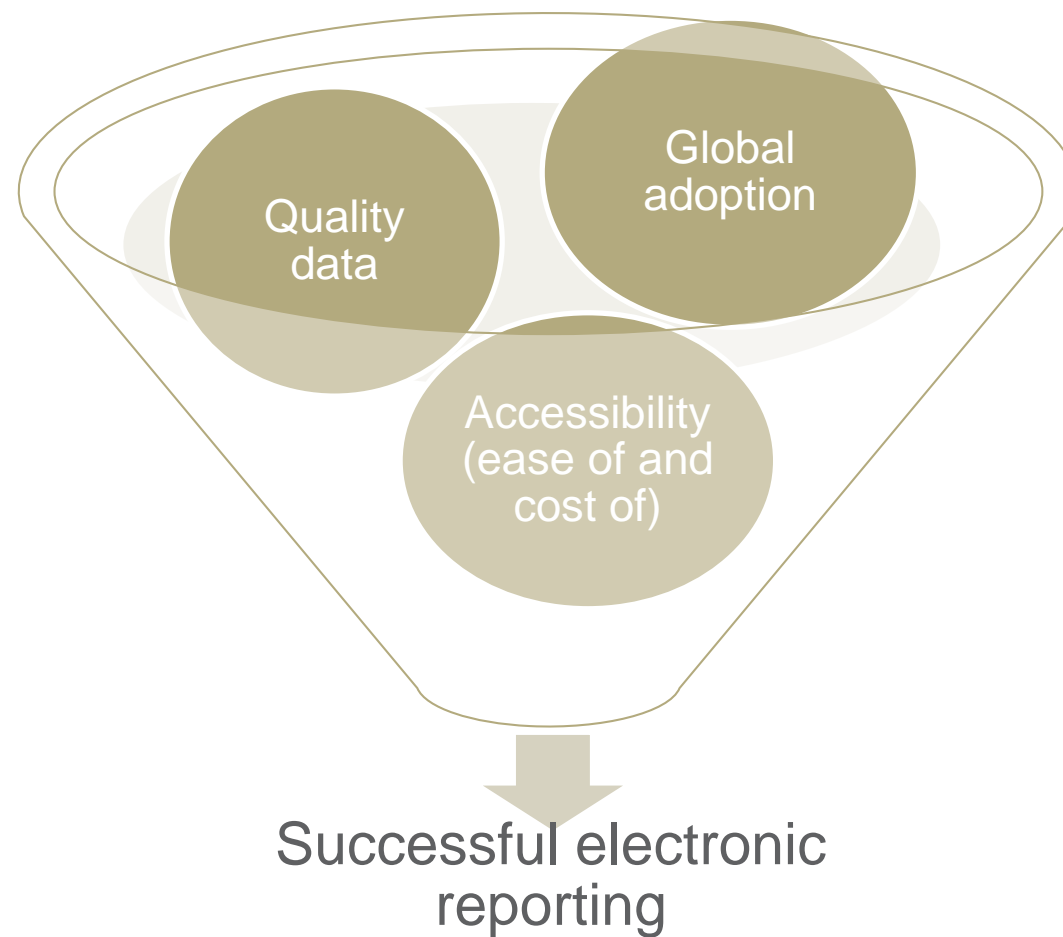 Global
adoption
Quality
data
Accessibility
(ease of and
cost of)
Successful electronic
reporting